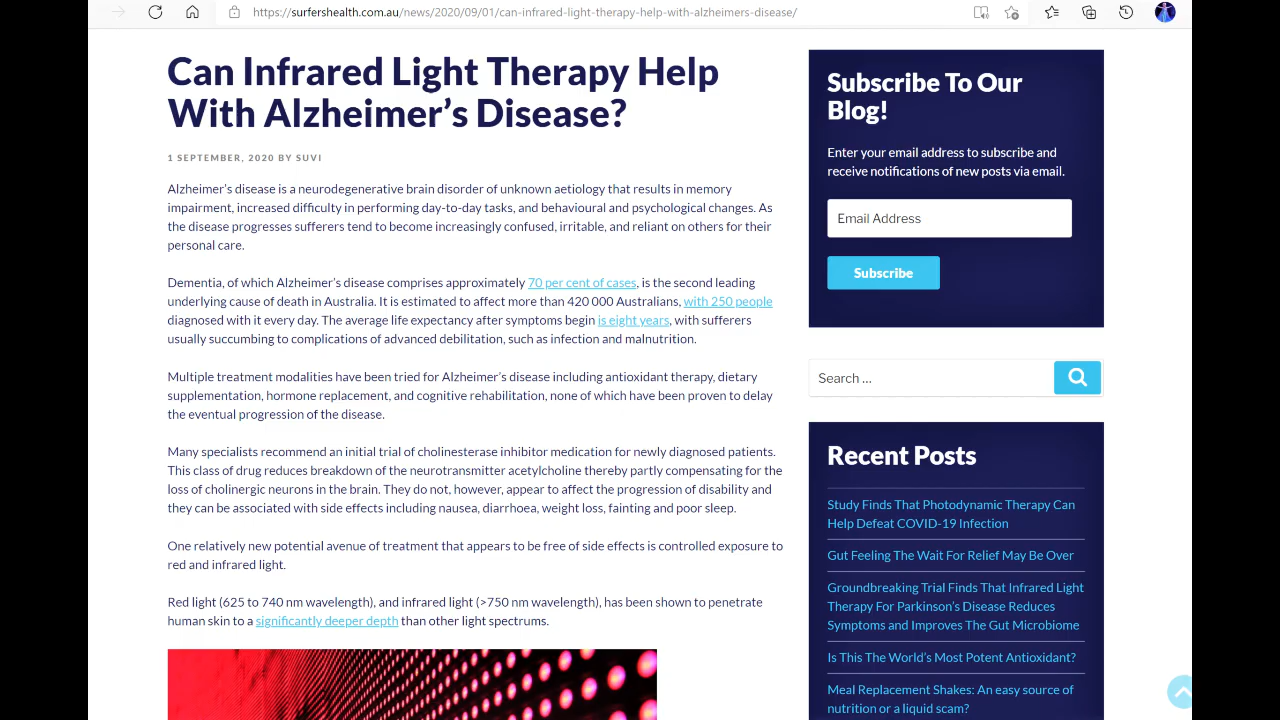 https://surfershealth.com.au/news/2020/09/01/can-infrared-light-therapy-help-with-alzheimers-disease/
Can Infrared Light Therapy Help
With Alzheimer’s Disease?
1 SEPTEMBER, 2020 BY SUVI
Alzheimer’s disease is a neurodegenerative brain disorder of unknown aetiology that results in memory
impairment, increased difficulty in performing day-to-day tasks, and behavioural and psychological changes. As
the disease progresses sufferers tend to become increasingly confused, irritable, and reliant on others for their
personal care.
Dementia, of which Alzheimer’s disease comprises approximately 70 per cent of cases, is the second leading
underlying cause of death in Australia. It is estimated to affect more than 420 000 Australians, with 250 people
diagnosed with it every day. The average life expectancy after symptoms begin is eight years, with sufferers
usually succumbing to complications of advanced debilitation, such as infection and malnutrition.
Multiple treatment modalities have been tried for Alzheimer’s disease including antioxidant therapy, dietary
supplementation, hormone replacement, and cognitive rehabilitation, none of which have been proven to delay
the eventual progression of the disease.
Many specialists recommend an initial trial of cholinesterase inhibitor medication for newly diagnosed patients.
This class of drug reduces breakdown of the neurotransmitter acetylcholine thereby partly compensating for the
loss of cholinergic neurons in the brain. They do not, however, appear to affect the progression of disability and
they can be associated with side effects including nausea, diarrhoea, weight loss, fainting and poor sleep.
One relatively new potential avenue of treatment that appears to be free of side effects is controlled exposure to
red and infrared light.
Red light (625 to 740 nm wavelength), and infrared light (>750 nm wavelength), has been shown to penetrate
human skin to a significantly deeper depth than other light spectrums.
Subscribe To Our
Blog!
Enter your email address to subscribe and
receive notifications of new posts via email.
Email Address
Subscribe
Search …
Recent Posts
Study Finds That Photodynamic Therapy Can
Help Defeat COVID-19 Infection
Gut Feeling The Wait For Relief May Be Over
Groundbreaking Trial Finds That Infrared Light
Therapy For Parkinson’s Disease Reduces
Symptoms and Improves The Gut Microbiome
Is This The World’s Most Potent Antioxidant?
Meal Replacement Shakes: An easy source of
nutrition or a liquid scam?